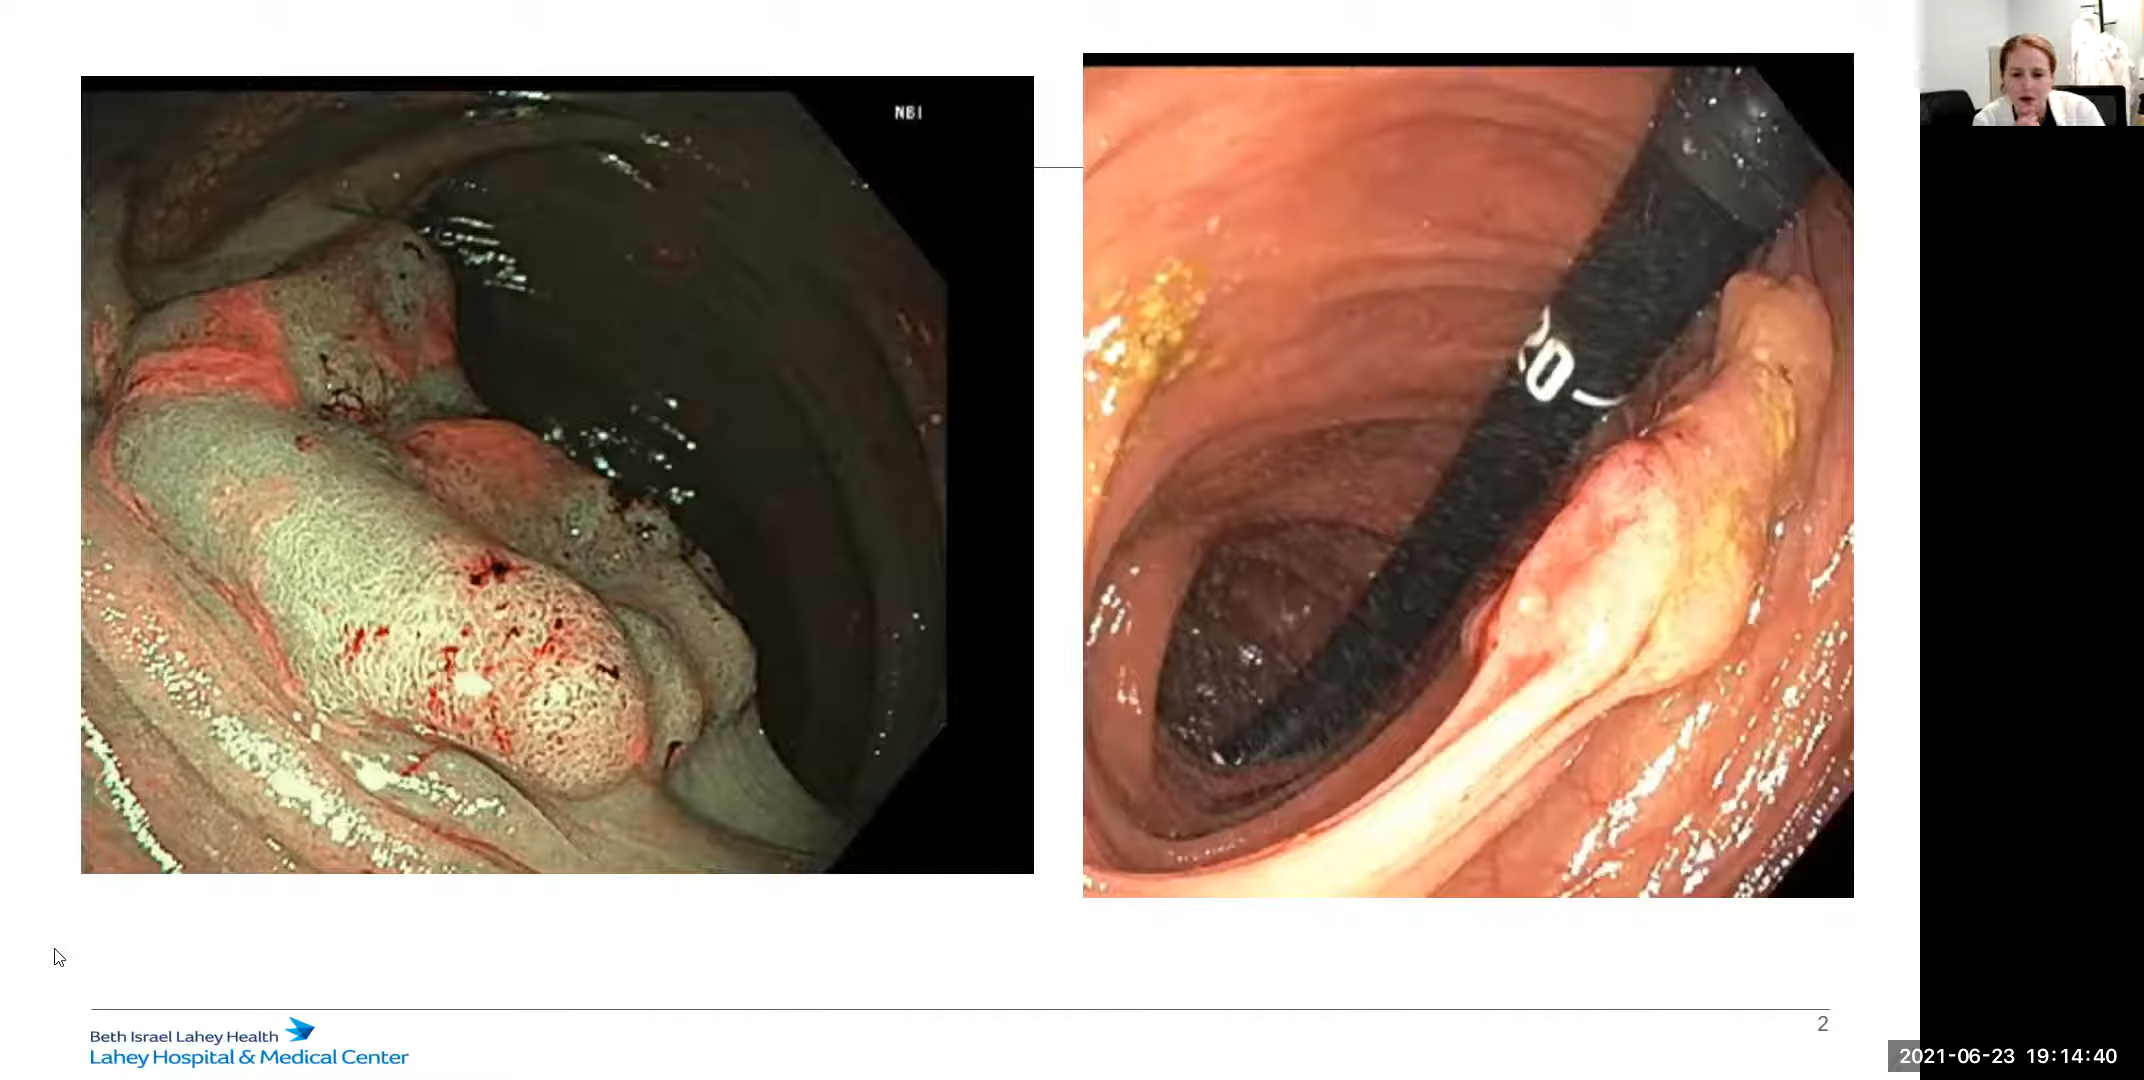 NBI
20
Beth Israel Lahey Health
Lahey Hospital & Medical Center
2
2021-06-23 19:14:40